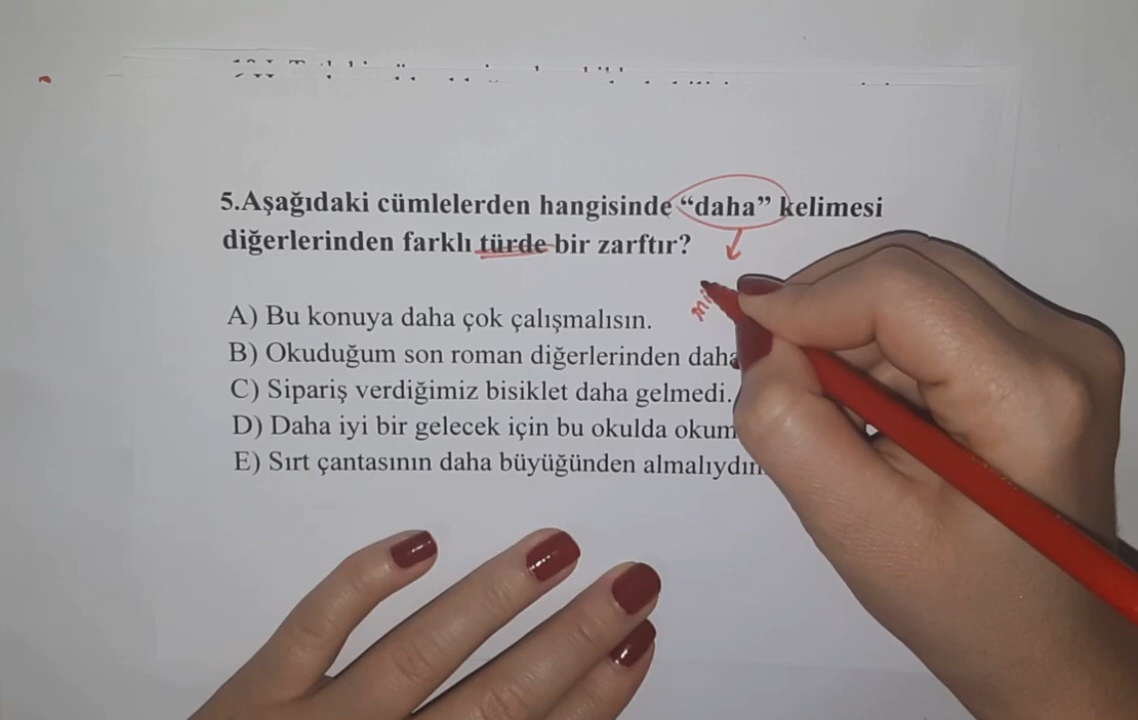 5.Aşağıdaki cümlelerden hangisinde “daha” kelimesi
diğerlerinden farklı türde bir zarftır?
mi
A) Bu konuya daha çok çalışmalısın.
B) Okuduğum son roman diğerlerinden daha
C) Sipariş verdiğimiz bisiklet daha gelmedi.
D) Daha iyi bir gelecek için bu okulda
E) Sırt çantasının daha büyüğünden